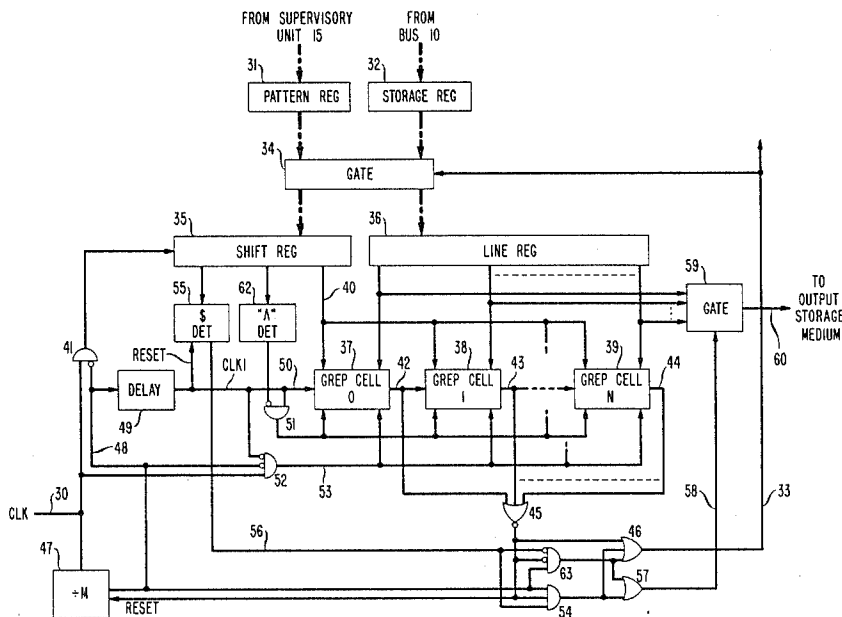 FROM SUPERVISORY
UNIT 15
FROM
BUS 10
31
PATTERN REG
32
STORAGE REG
34
GATE
35
SHIFT REG
36
LINE REG
55
$
DET
62
"Λ"
DET
40
59
GATE
TO
OUTPUT
STORAGE
MEDIUM
60
41
RESET
37
GREP CELL
0
42
38
GREP CELL
1
43
39
GREP CELL
N
44
DELAY
49
CLK1
50
51
48
52
53
58
33
CLK
30
45
47
÷M
56
46
63
57
RESET
54